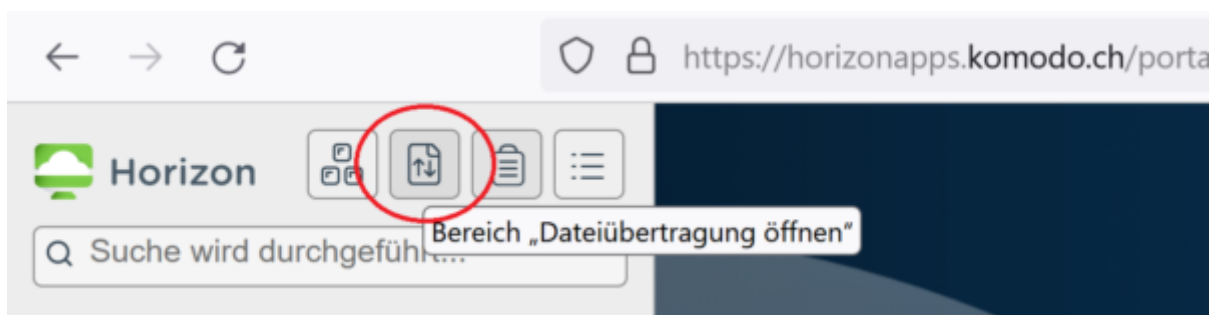 https://horizonapps.komodo.ch/porta
Horizon
Bereich „Dateiübertragung öffnen“
Suche wird durchgeführt...